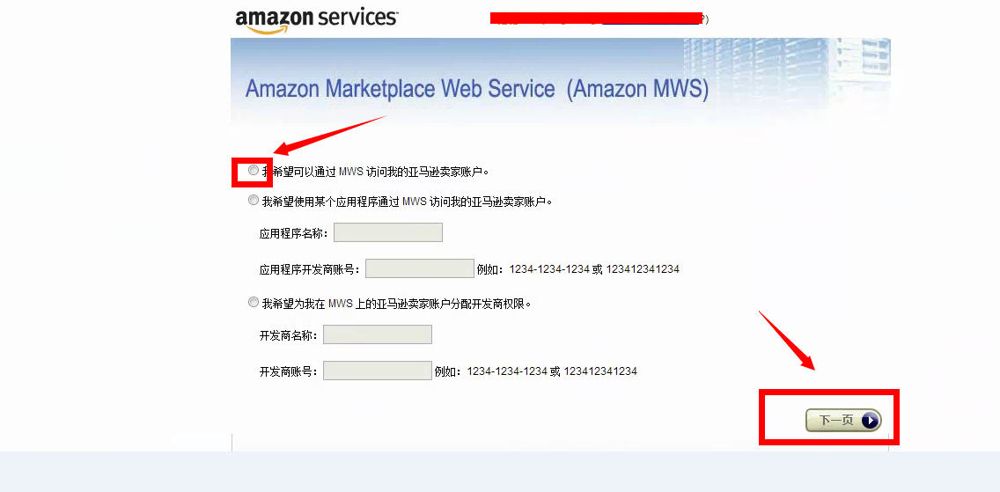 amazon services
Amazon Marketplace Web Service (Amazon MWS)
我希望可以通过 MWS 访问我的亚马逊卖家账户。
我希望使用某个应用程序通过 MWS 访问我的亚马逊卖家账户。
应用程序名称：
应用程序开发商账号： 例如：1234-1234-1234 或 123412341234
我希望为我在 MWS 上的亚马逊卖家账户分配开发商权限。
开发商名称：
开发商账号： 例如：1234-1234-1234 或 123412341234
下一页